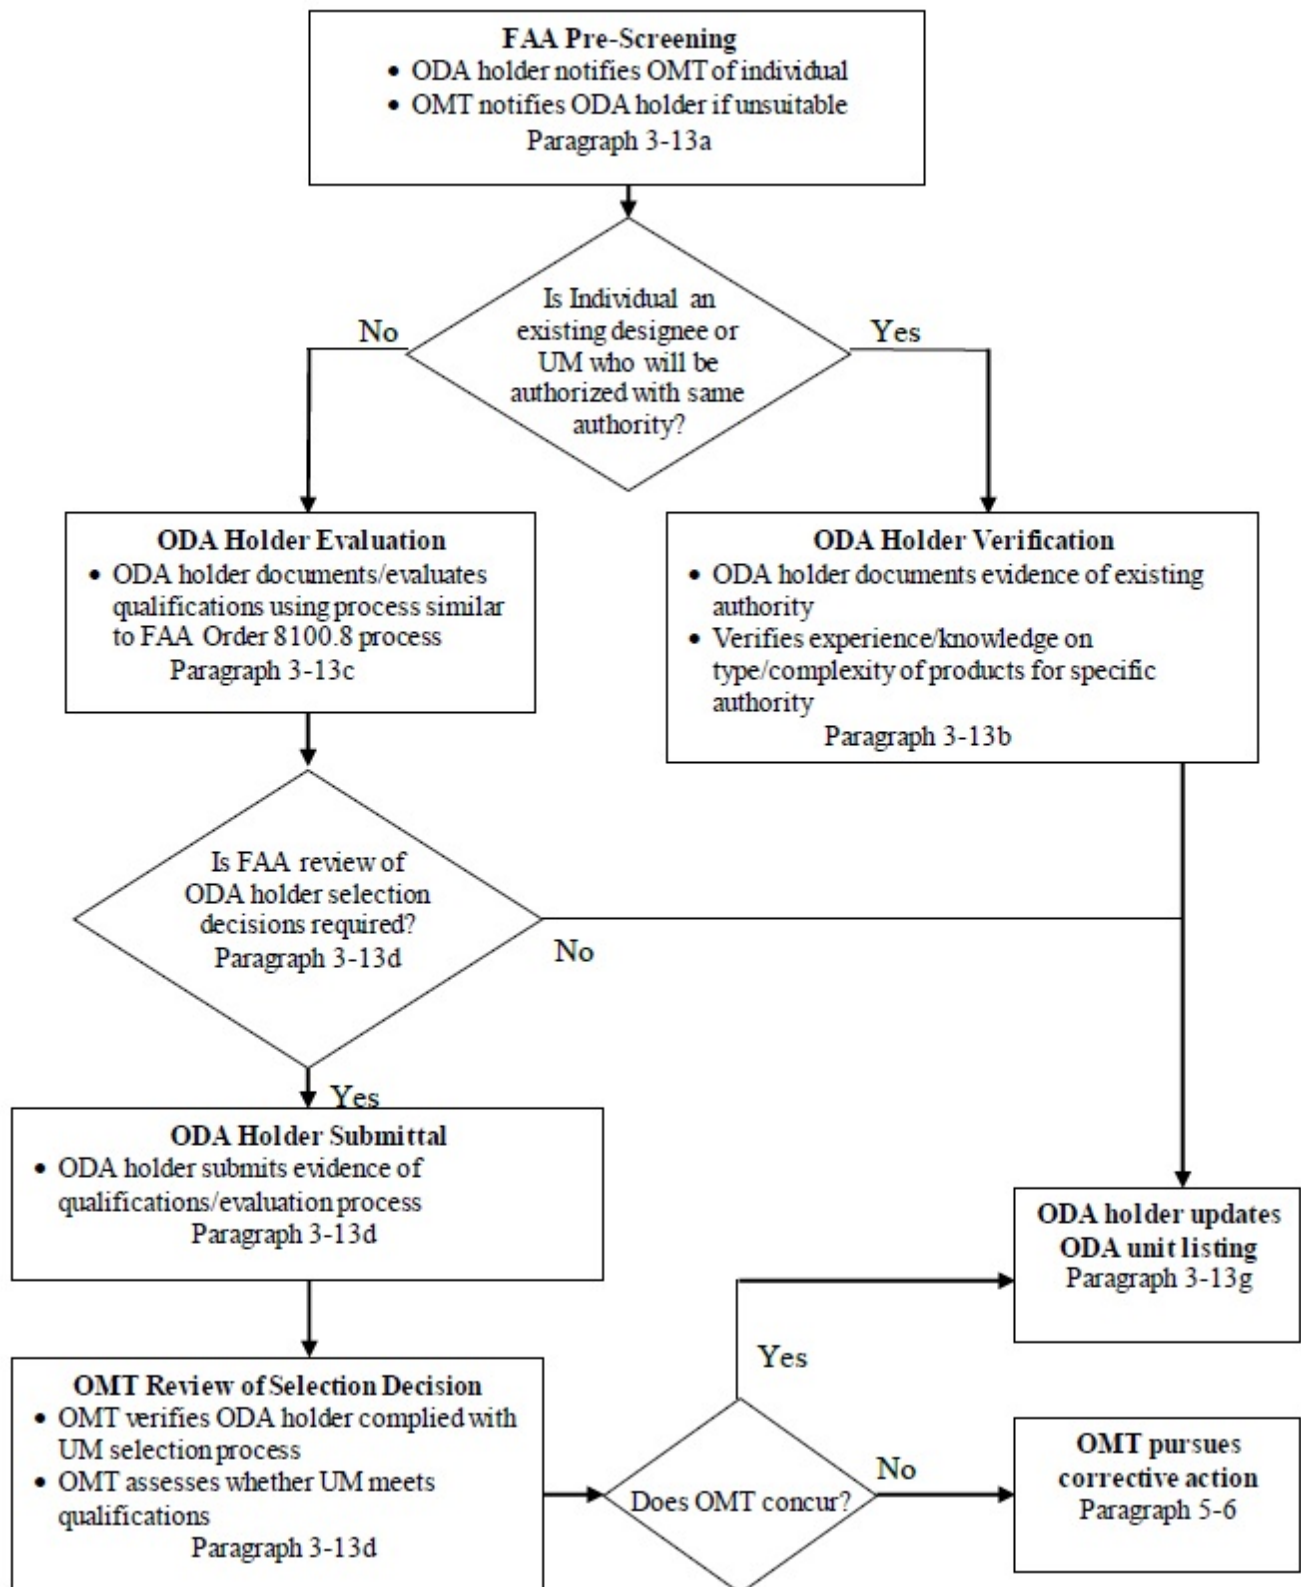 FAA Pre-Screening
• ODA holder notifies OMT of individual
• OMT notifies ODA holder if unsuitable
Paragraph 3-13a
Is Individual an
existing designee or
UM who will be
authorized with same
authority?
No
Yes
ODA Holder Evaluation
• ODA holder documents/evaluates
qualifications using process similar
to FAA Order 8100.8 process
Paragraph 3-13c
ODA Holder Verification
• ODA holder documents evidence of existing
authority
• Verifies experience/knowledge on
type/complexity of products for specific
authority
Paragraph 3-13b
Is FAA review of
ODA holder selection
decisions required?
Paragraph 3-13d
No
Yes
ODA Holder Submittal
• ODA holder submits evidence of
qualifications/evaluation process
Paragraph 3-13d
ODA holder updates
ODA unit listing
Paragraph 3-13g
OMT Review of Selection Decision
• OMT verifies ODA holder complied with
UM selection process
• OMT assesses whether UM meets
qualifications
Paragraph 3-13d
Does OMT concur?
Yes
No
OMT pursues
corrective action
Paragraph 5-6